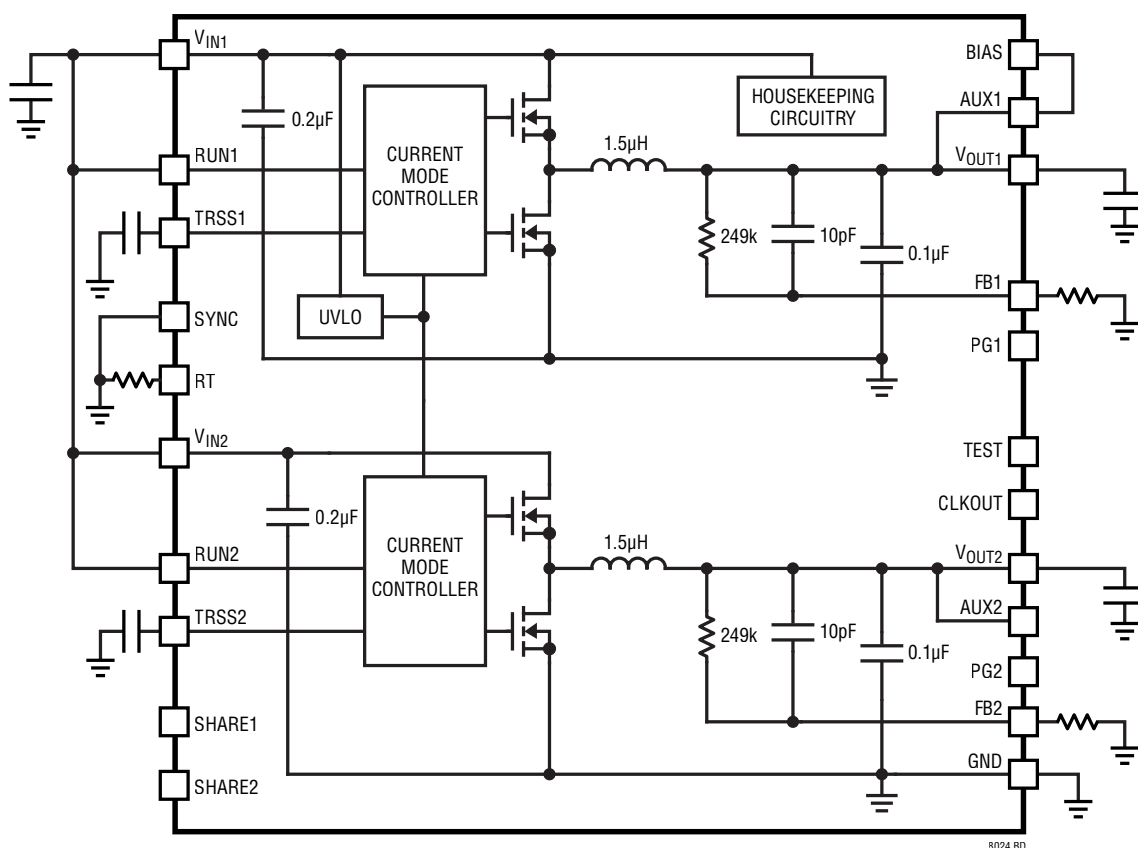 VIN1
BIAS
0.2µF
CURRENT
MODE
CONTROLLER
HOUSEKEEPING
CIRCUITRY
AUX1
RUN1
1.5µH
VOUT1
TRSS1
249k
10pF
0.1µF
FB1
SYNC
UVLO
PG1
RT
VIN2
TEST
0.2µF
CURRENT
MODE
CONTROLLER
CLKOUT
RUN2
1.5µH
VOUT2
TRSS2
AUX2
249k
10pF
0.1µF
PG2
SHARE1
FB2
SHARE2
GND
8024 BD